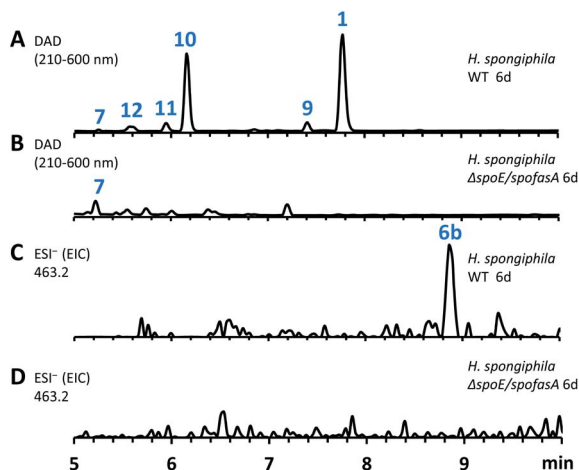 A DAD
(210-600 nm)
10
1
H. spongiphila
WT 6d
7 12 11 9
B DAD
(210-600 nm)
H. spongiphila
ΔspoE/spofasA 6d
7
C ESI⁻ (EIC)
463.2
6b
H. spongiphila
WT 6d
D ESI⁻ (EIC)
463.2
H. spongiphila
ΔspoE/spofasA 6d
5 6 7 8 9 min